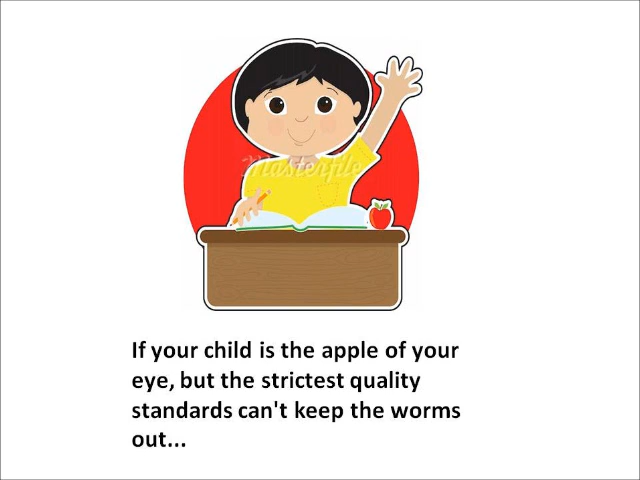 Masterfile
If your child is the apple of your
eye, but the strictest quality
standards can't keep the worms
out...